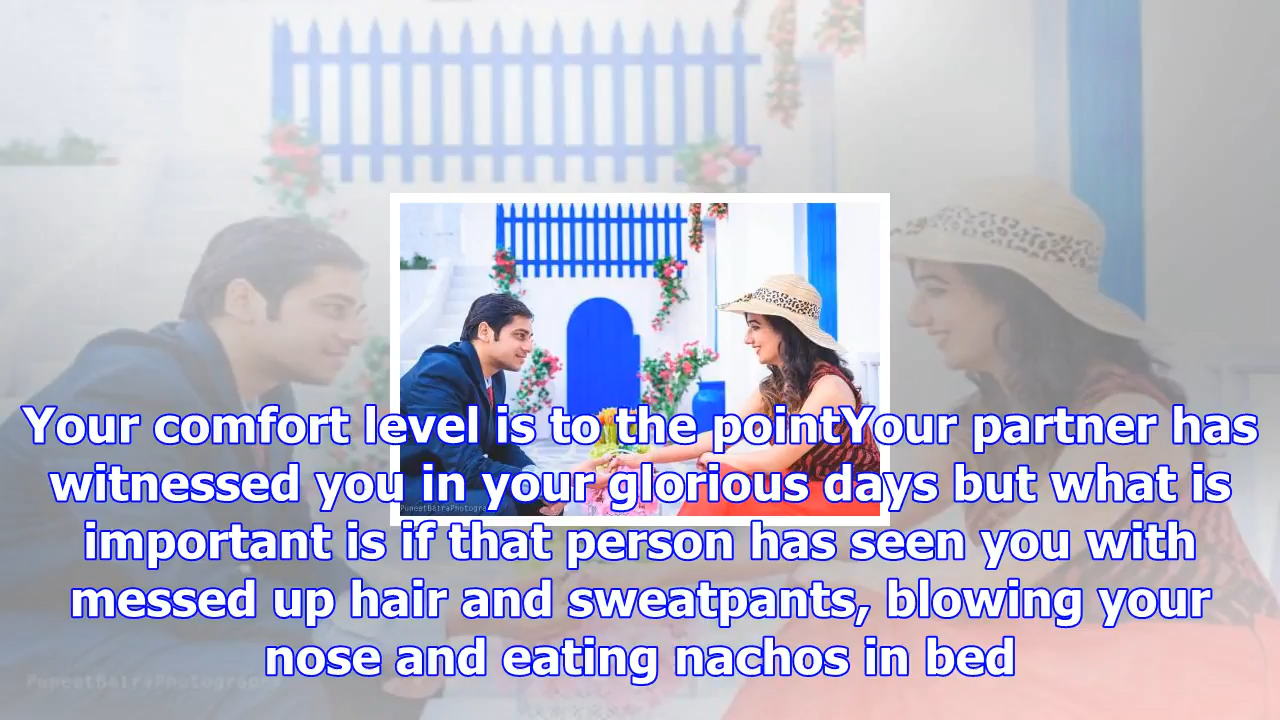 Your comfort level is to the pointYour partner has
witnessed you in your glorious days but what is
important is if that person has seen you with
messed up hair and sweatpants, blowing your
nose and eating nachos in bed